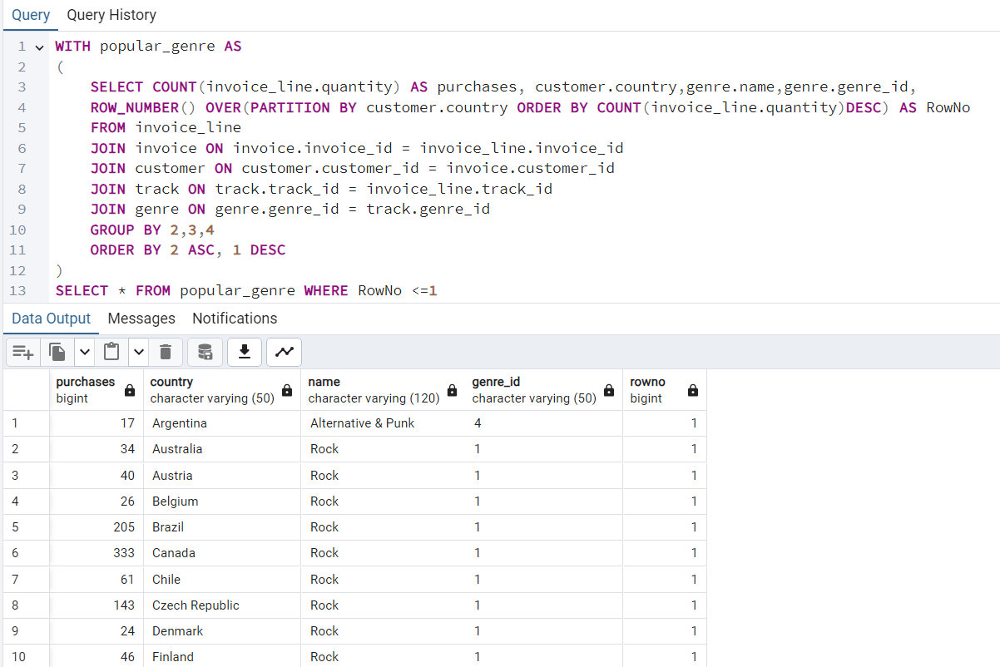 Query Query History
1 WITH popular_genre AS
2 (
3 SELECT COUNT(invoice_line.quantity) AS purchases, customer.country,genre.name,genre.genre_id,
4 ROW_NUMBER() OVER(PARTITION BY customer.country ORDER BY COUNT(invoice_line.quantity)DESC) AS RowNo
5 FROM invoice_line
6 JOIN invoice ON invoice.invoice_id = invoice_line.invoice_id
7 JOIN customer ON customer.customer_id = invoice.customer_id
8 JOIN track ON track.track_id = invoice_line.track_id
9 JOIN genre ON genre.genre_id = track.genre_id
10 GROUP BY 2,3,4
11 ORDER BY 2 ASC, 1 DESC
12 )
13 SELECT * FROM popular_genre WHERE RowNo <=1
Data Output Messages Notifications
purchases country name genre_id rowno
bigint character varying (50) character varying (120) character varying (50) bigint
1 17 Argentina Alternative & Punk 4 1
2 34 Australia Rock 1 1
3 40 Austria Rock 1 1
4 26 Belgium Rock 1 1
5 205 Brazil Rock 1 1
6 333 Canada Rock 1 1
7 61 Chile Rock 1 1
8 143 Czech Republic Rock 1 1
9 24 Denmark Rock 1 1
10 46 Finland Rock 1 1